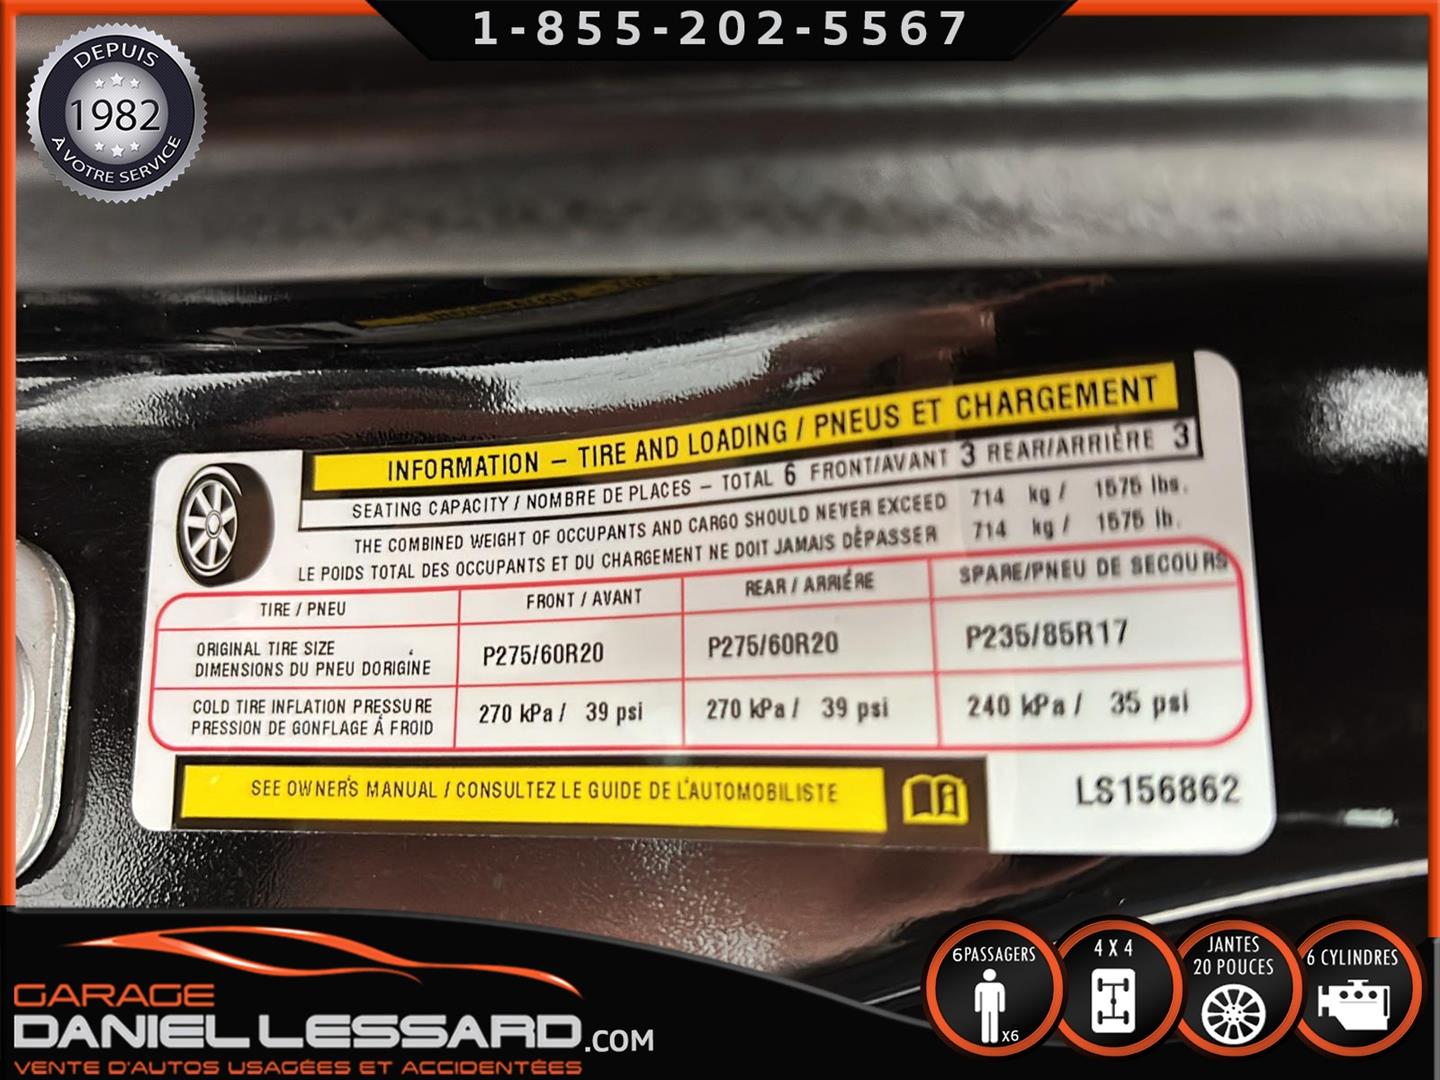 1-855-202-5567
DEPUIS
1982
À VOTRE SERVICE
INFORMATION – TIRE AND LOADING / PNEUS ET CHARGEMENT
SEATING CAPACITY / NOMBRE DE PLACES – TOTAL 6 FRONT/AVANT 3 REAR/ARRIÈRE 3
THE COMBINED WEIGHT OF OCCUPANTS AND CARGO SHOULD NEVER EXCEED 714 kg / 1575 lbs.
LE POIDS TOTAL DES OCCUPANTS ET DU CHARGEMENT NE DOIT JAMAIS DÉPASSER 714 kg / 1575 lb.
TIRE / PNEU FRONT / AVANT REAR / ARRIÉRE SPARE/PNEU DE SECOURS
ORIGINAL TIRE SIZE
DIMENSIONS DU PNEU DORIGINE P275/60R20 P275/60R20 P235/85R17
COLD TIRE INFLATION PRESSURE
PRESSION DE GONFLAGE Á FROID 270 kPa / 39 psi 270 kPa / 39 psi 240 kPa / 35 psi
SEE OWNER'S MANUAL / CONSULTEZ LE GUIDE DE L'AUTOMOBILISTE
LS156862
GARAGE
DANIEL LESSARD.COM
VENTE D'AUTOS USAGÉES ET ACCIDENTÉES
6 PASSAGERS
X6
4 X 4
JANTES
20 POUCES
6 CYLINDRES